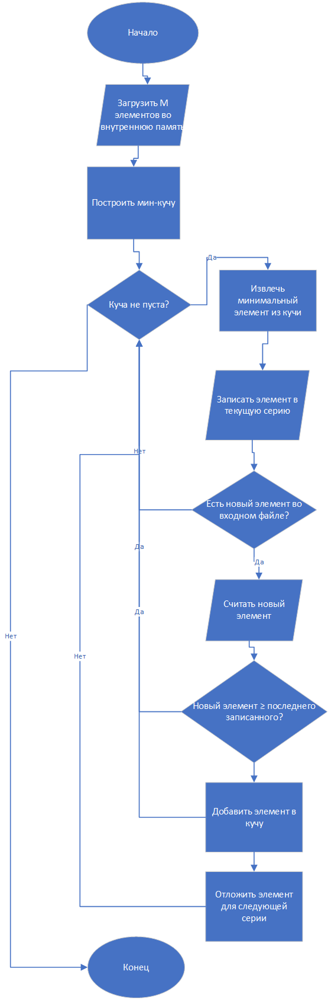 Начало
Загрузить М
элементов во
внутреннюю память
Построить мин-кучу
Да
Куча не пуста?
Извлечь
минимальный
элемент из кучи
Записать элемент в
текущую серию
Нет
Есть новый элемент во
входном файле?
Да
Да
Считать новый
элемент
Да
Нет
Нет
Новый элемент ≥ последнего
записанного?
Добавить элемент в
кучу
Отложить элемент
для следующей
серии
Конец